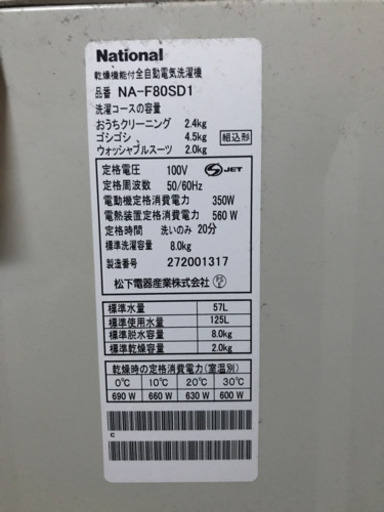 National
乾燥機能付全自動電気洗濯機
品番 NA-F80SD1
洗濯コースの容量
おうちクリーニング 2.4kg
ゴシゴシ 4.5kg 組込形
ウォッシャブルスーツ 2.0kg
定格電圧 100V S JET
定格周波数 50/60Hz
電動機定格消費電力 350W
電熱装置定格消費電力 560W
定格時間 洗いのみ 20分
標準洗濯容量 8.0kg
製造番号 272001317
松下電器産業株式会社
標準水量 57L
標準使用水量 125L
標準脱水容量 8.0kg
標準乾燥容量 2.0kg
乾燥時の定格消費電力(室温別)
0℃ 10℃ 20℃ 30℃
690W 660W 630W 600W
C